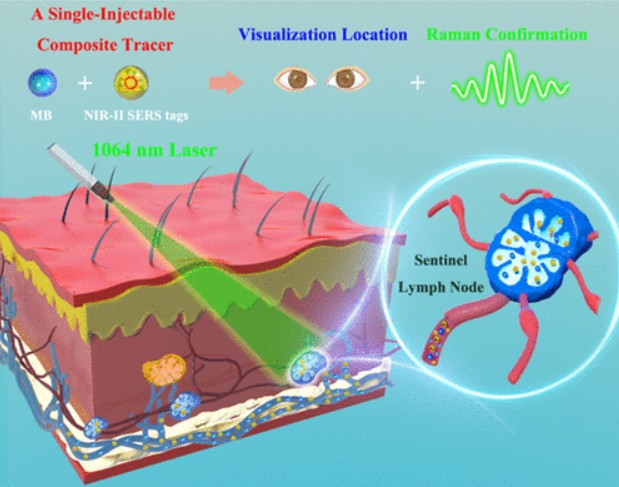 A Single-Injectable
Composite Tracer
Visualization Location
Raman Confirmation
+
+
MB
NIR-II SERS tags
1064 nm Laser
Sentinel
Lymph Node